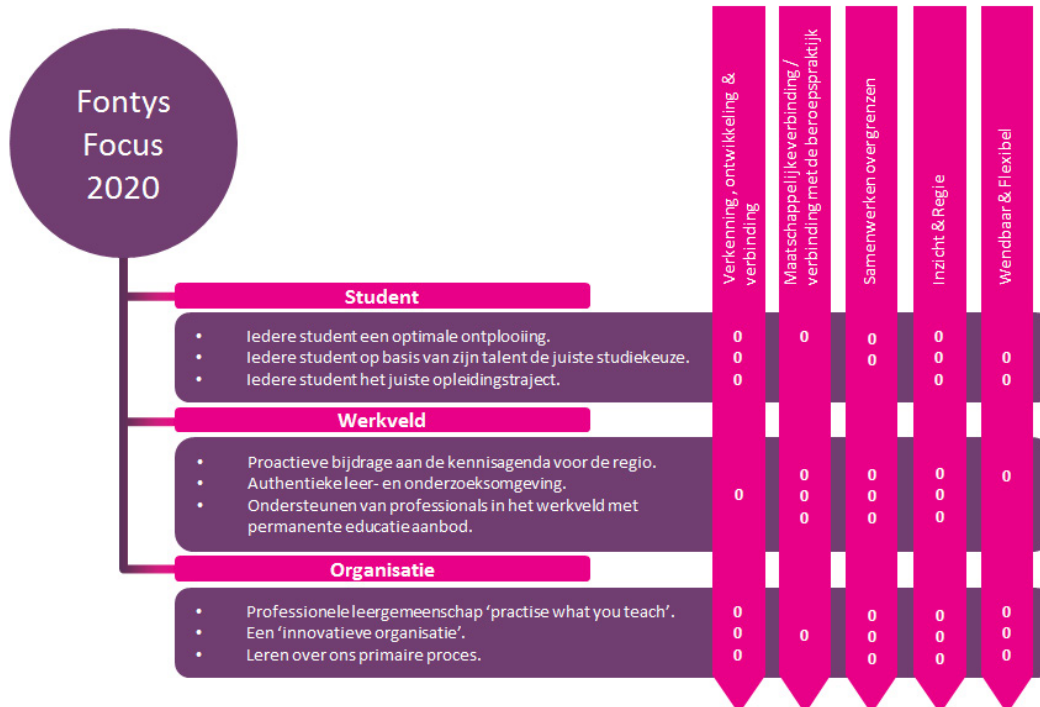 Fontys
Focus
2020
Verkenning, ontwikkeling &
verbinding
Maatschappelijke verbinding /
verbinding met de beroepspraktijk
Samenwerken over grenzen
Inzicht & Regie
Wendbaar & Flexibel
Student
• Iedere student een optimale ontplooiing. 0 0 0 0
• Iedere student op basis van zijn talent de juiste studiekeuze. 0 0 0 0
• Iedere student het juiste opleidingstraject. 0 0 0
Werkveld
• Proactieve bijdrage aan de kennisagenda voor de regio.
0 0 0 0
• Authentieke leer- en onderzoeksomgeving.
0 0 0 0
• Ondersteunen van professionals in het werkveld met
permanente educatie aanbod.
0 0 0
Organisatie
• Professionele leergemeenschap ‘practise what you teach’. 0 0 0 0
• Een ‘innovatieve organisatie’. 0 0 0 0 0
• Leren over ons primaire proces. 0 0 0 0